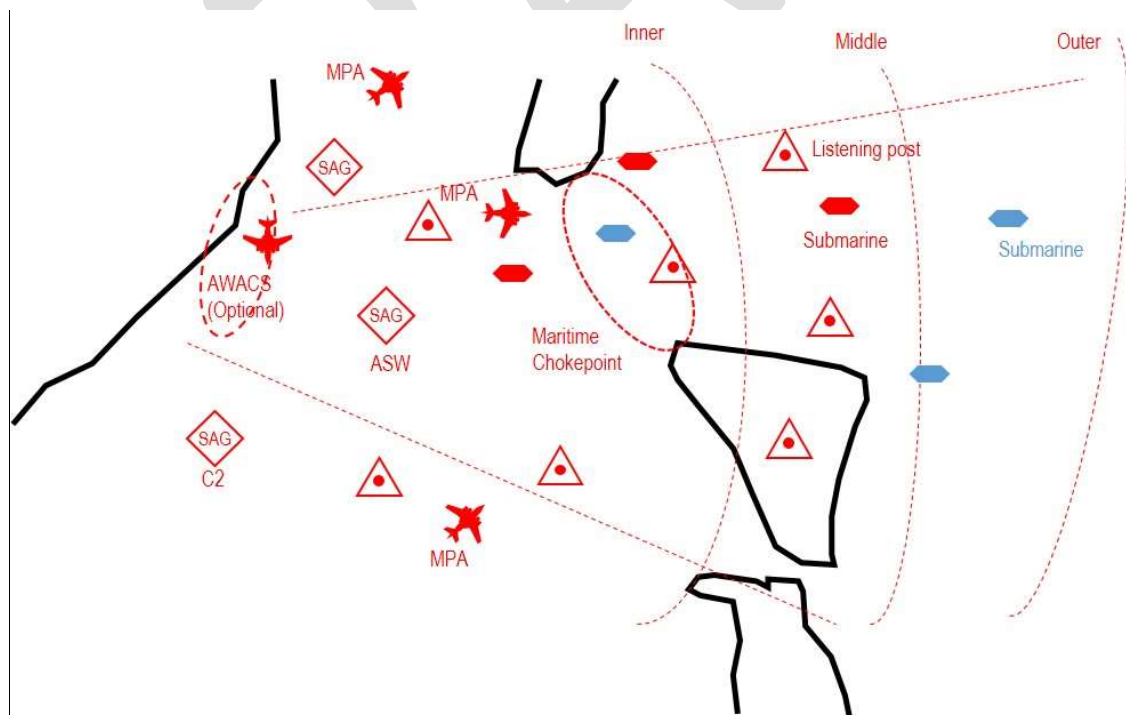 Inner
Middle
Outer
MPA
SAG
Listening post
MPA
Submarine
Submarine
AWACS
(Optional)
SAG
ASW
Maritime
Chokepoint
SAG
C2
MPA